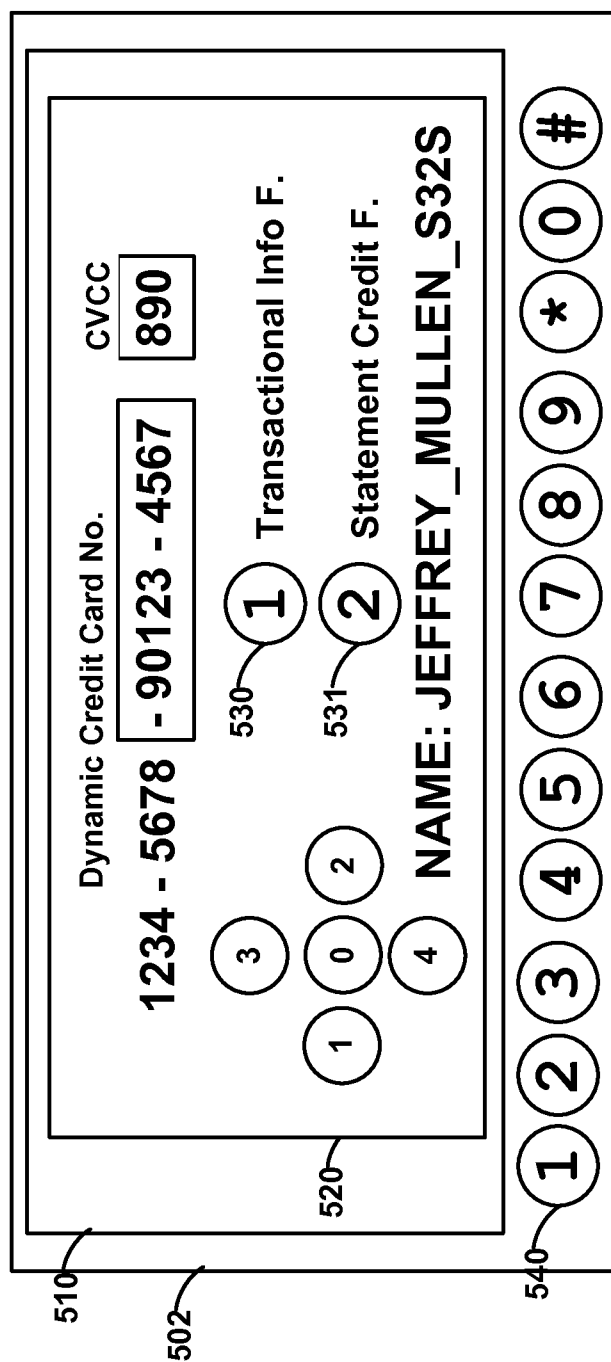 Dynamic Credit Card No.
CVCC
1234 - 5678 - 90123 - 4567
890
3
530
1
Transactional Info F.
1
0
2
531
2
Statement Credit F.
4
NAME: JEFFREY_MULLEN_S32S
510
502
520
540
1 2 3 4 5 6 7 8 9 * 0 #